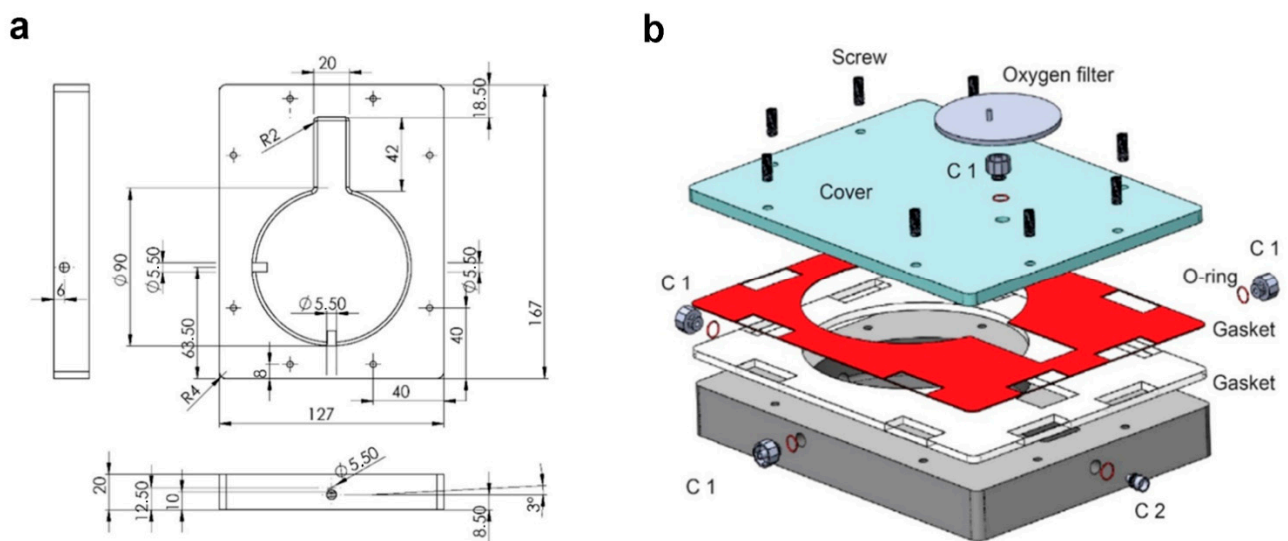 a
20
18.50
R2
42
Ø90
Ø5.50
Ø5.50
6
63.50
Ø5.50
40
167
8
R4
40
127
20
12.50
10
Ø5.50
8.50
3°
b
Screw
Oxygen filter
C 1
Cover
C 1
O-ring
C 1
Gasket
Gasket
C 1
C 2